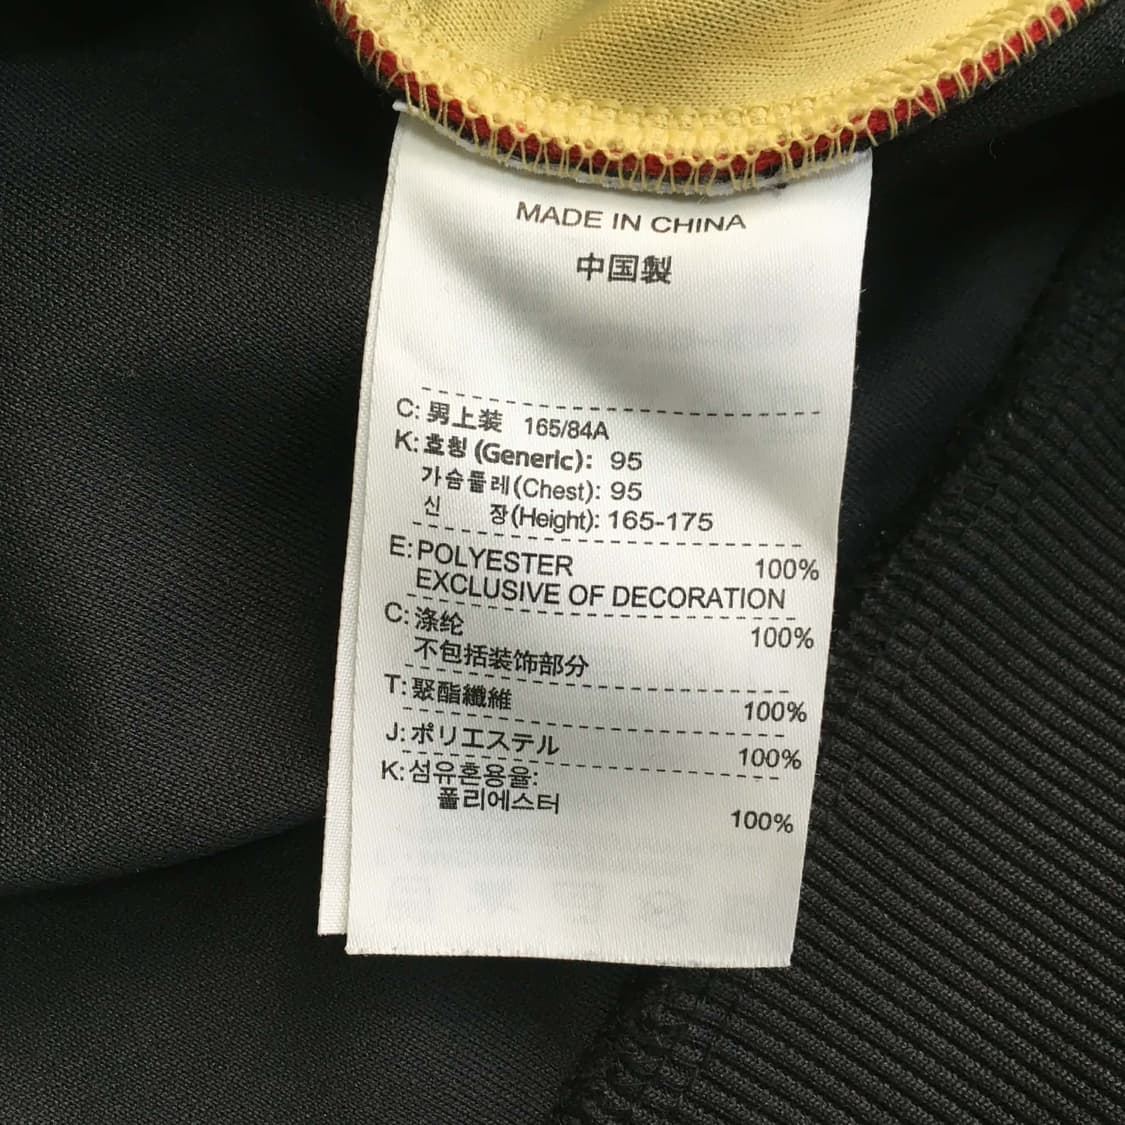 MADE IN CHINA
中国製
C: 男上装 165/84A
K: 호칭 (Generic): 95
가슴둘레(Chest): 95
신 장(Height): 165-175
E: POLYESTER 100%
EXCLUSIVE OF DECORATION
C: 涤纶 100%
不包括装饰部分
T: 聚酯纖維 100%
J: ポリエステル 100%
K: 섬유혼용율:
폴리에스터 100%